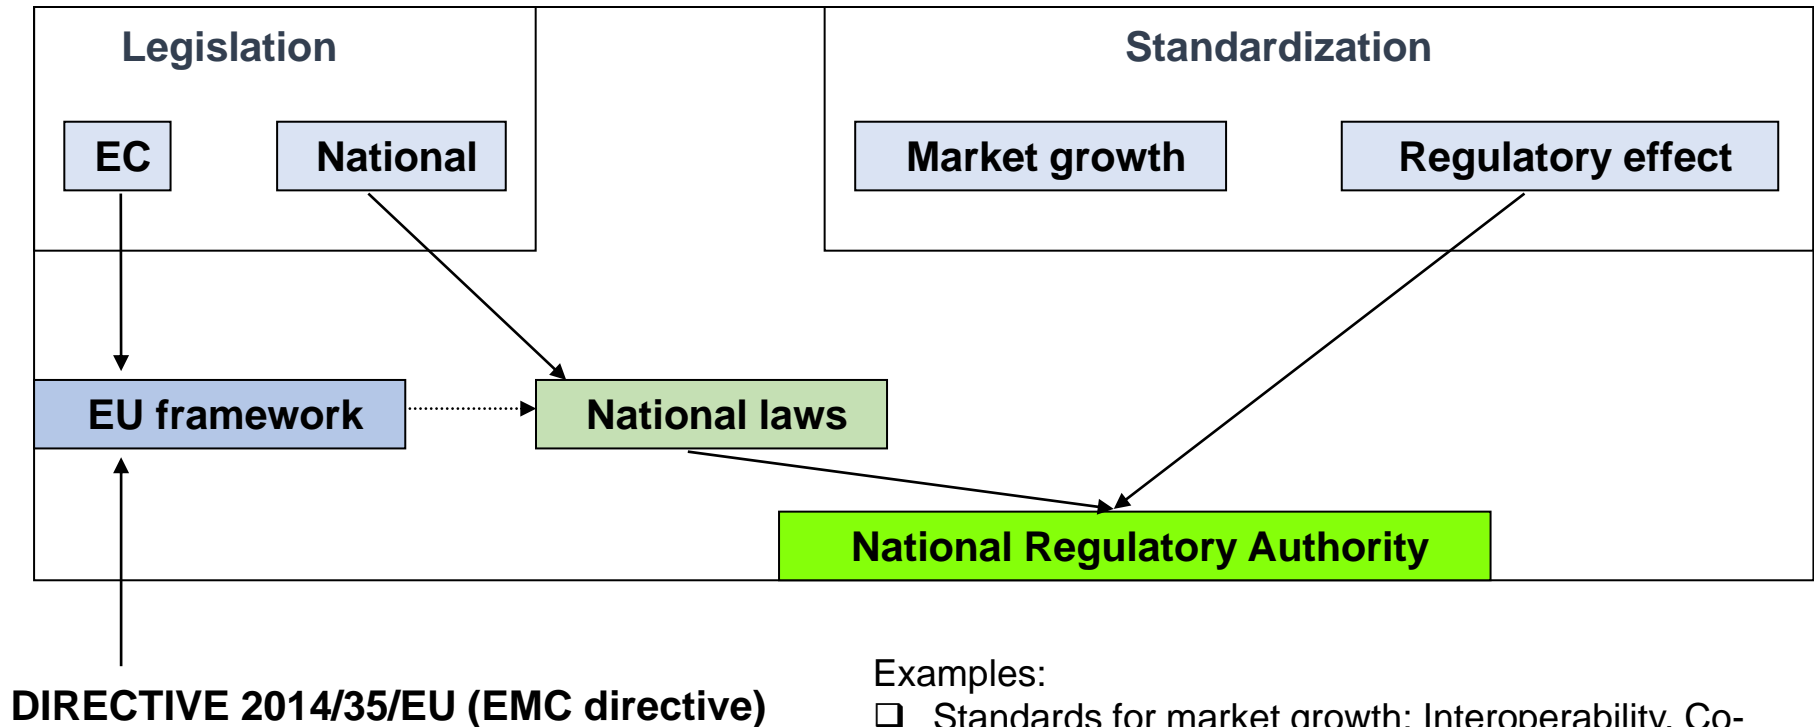 Legislation
Standardization
EC
National
Market growth
Regulatory effect
EU framework
National laws
National Regulatory Authority
DIRECTIVE 2014/35/EU (EMC directive)
Examples:
❑ Standards for market growth: Interoperability, Co-